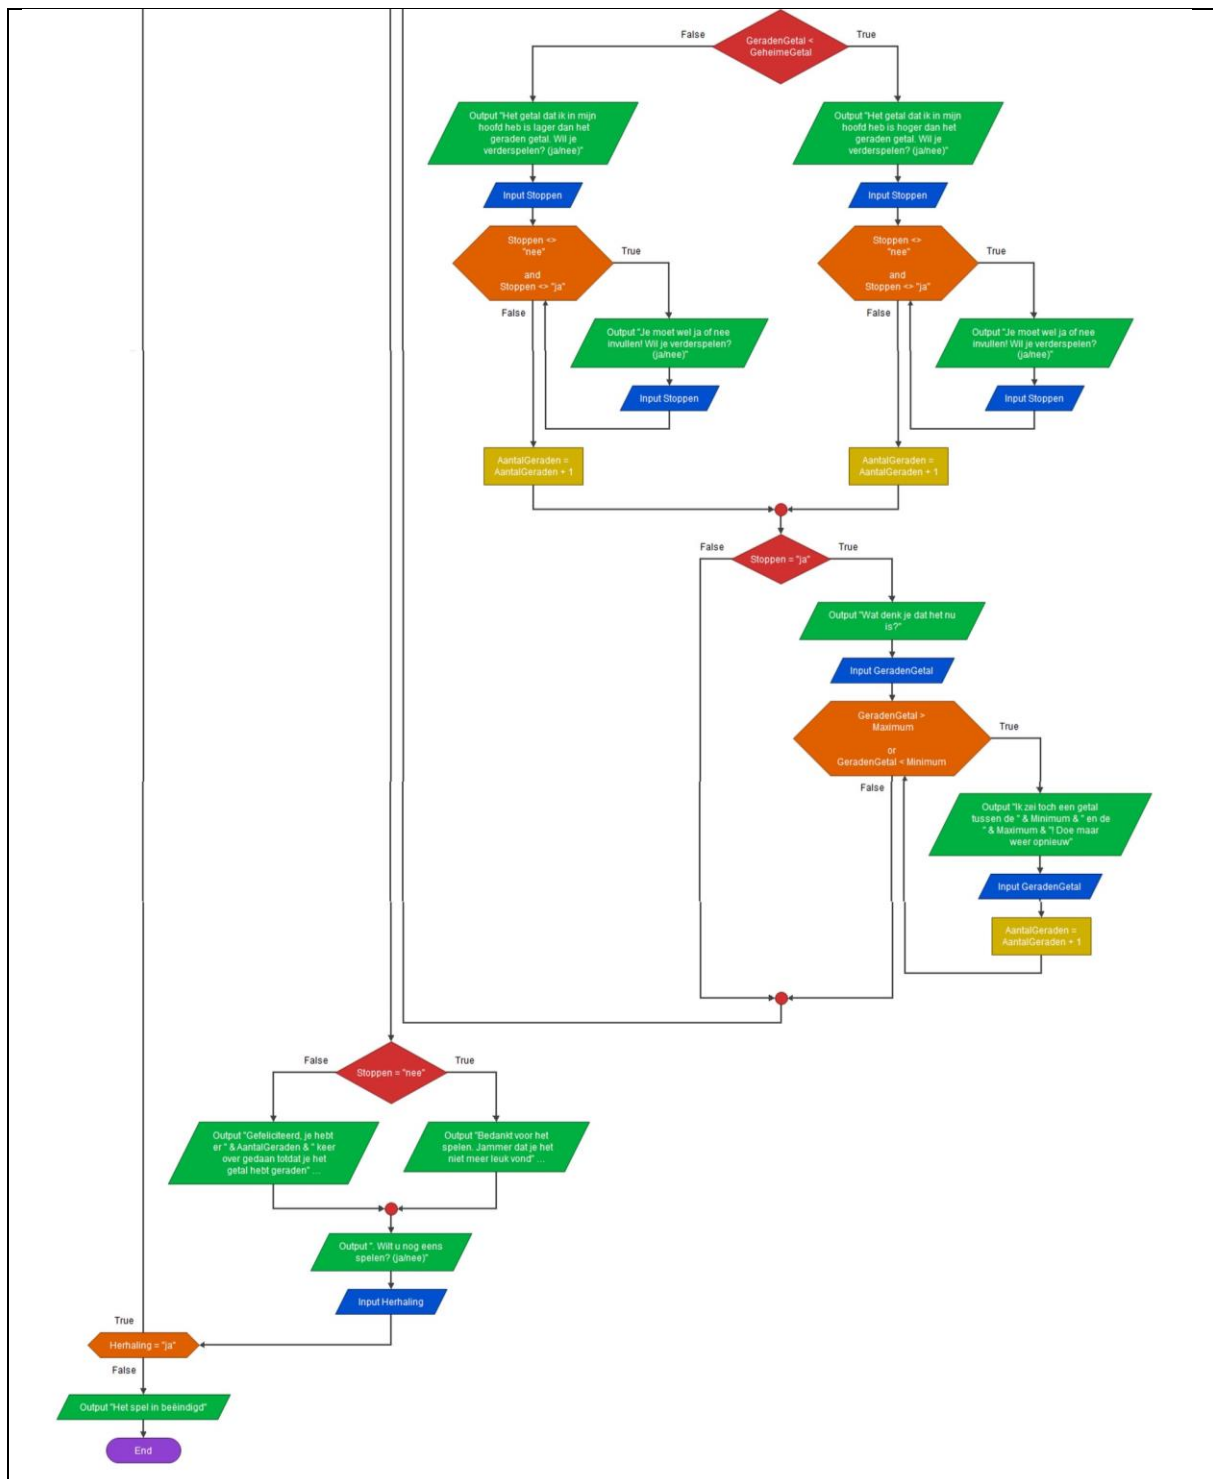 False
GeradenGetal <
GeheimeGetal
True
Output "Het getal dat ik in mijn
hoofd heb is lager dan het
geraden getal. Wil je
verderspelen? (ja/nee)"
Output "Het getal dat ik in mijn
hoofd heb is hoger dan het
geraden getal. Wil je
verderspelen? (ja/nee)"
Input Stoppen
Input Stoppen
Stoppen <>
"nee"
and
Stoppen <> "ja"
True
False
Stoppen <>
"nee"
and
Stoppen <> "ja"
True
False
Output "Je moet wel ja of nee
invullen! Wil je verderspelen?
(ja/nee)"
Input Stoppen
Output "Je moet wel ja of nee
invullen! Wil je verderspelen?
(ja/nee)"
Input Stoppen
AantalGeraden =
AantalGeraden + 1
AantalGeraden =
AantalGeraden + 1
False
Stoppen = "ja"
True
Output "Wat denk je dat het nu
is?"
Input GeradenGetal
GeradenGetal >
Maximum
or
GeradenGetal < Minimum
True
False
Output "Ik zei toch een getal
tussen de " & Minimum & " en de
" & Maximum & "! Doe maar
weer opnieuw"
Input GeradenGetal
AantalGeraden =
AantalGeraden + 1
False
Stoppen = "nee"
True
Output "Gefeliciteerd, je hebt
er " & AantalGeraden & " keer
over gedaan totdat je het
getal hebt geraden" ...
Output "Bedankt voor het
spelen. Jammer dat je het
niet meer leuk vond" ...
Output ". Wilt u nog eens
spelen? (ja/nee)"
Input Herhaling
True
Herhaling = "ja"
False
Output "Het spel in beëindigd"
End